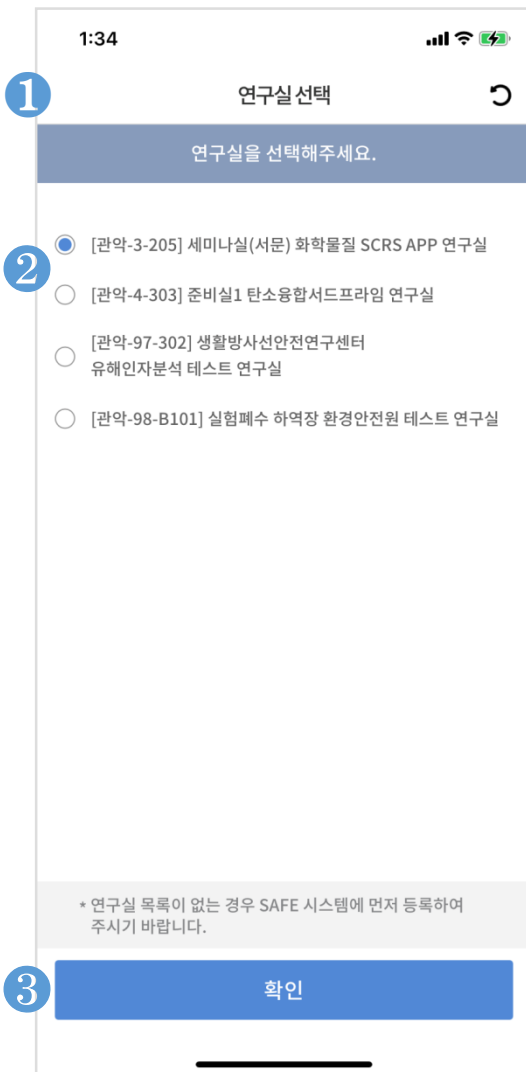 1:34
1
연구실 선택
연구실을 선택해주세요.
2
[관악-3-205] 세미나실(서문) 화학물질 SCRS APP 연구실
[관악-4-303] 준비실1 탄소융합서드프라임 연구실
[관악-97-302] 생활방사선안전연구센터
유해인자분석 테스트 연구실
[관악-98-B101] 실험폐수 하역장 환경안전원 테스트 연구실
* 연구실 목록이 없는 경우 SAFE 시스템에 먼저 등록하여
주시기 바랍니다.
3
확인